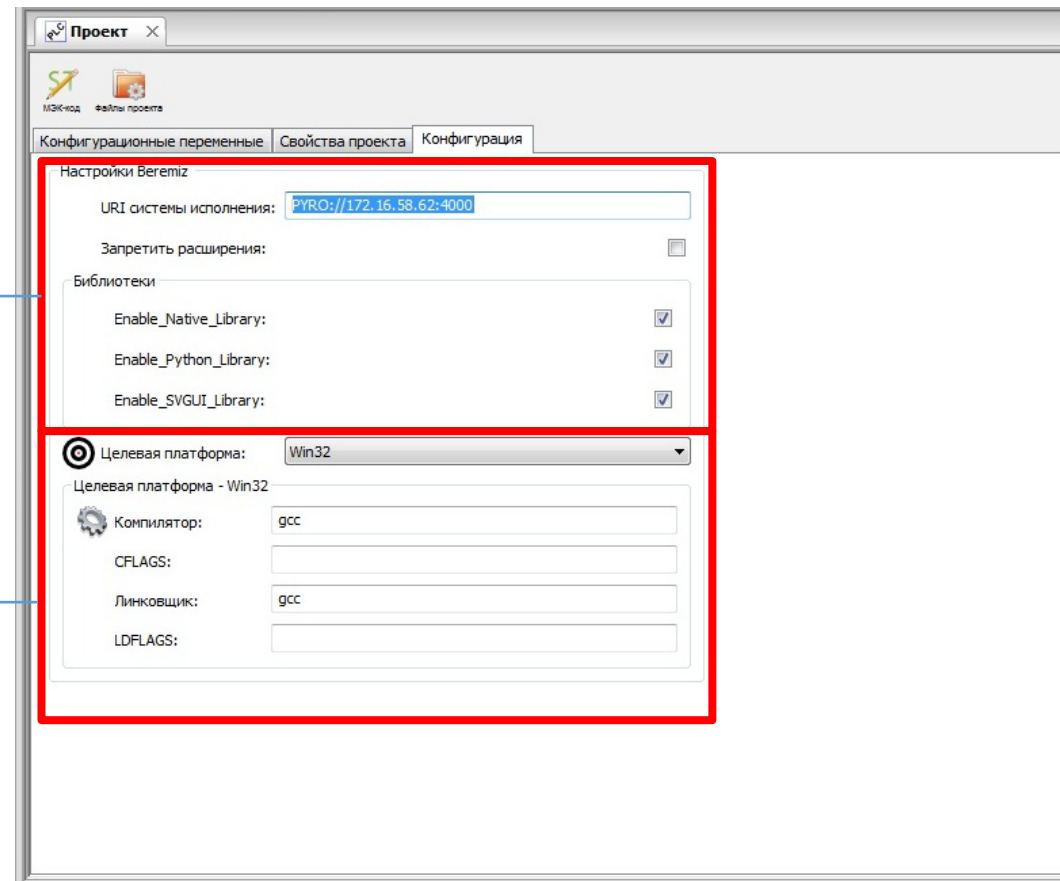 Проект
МЭК-код Файлы проекта
Конфигурационные переменные Свойства проекта Конфигурация
Настройки Beremiz
URI системы исполнения: PYRO://172.16.58.62:4000
Запретить расширения:
Библиотеки
Enable_Native_Library:
Enable_Python_Library:
Enable_SVGUI_Library:
Целевая платформа: Win32
Целевая платформа - Win32
Компилятор: gcc
CFLAGS:
Линковщик: gcc
LDFLAGS: